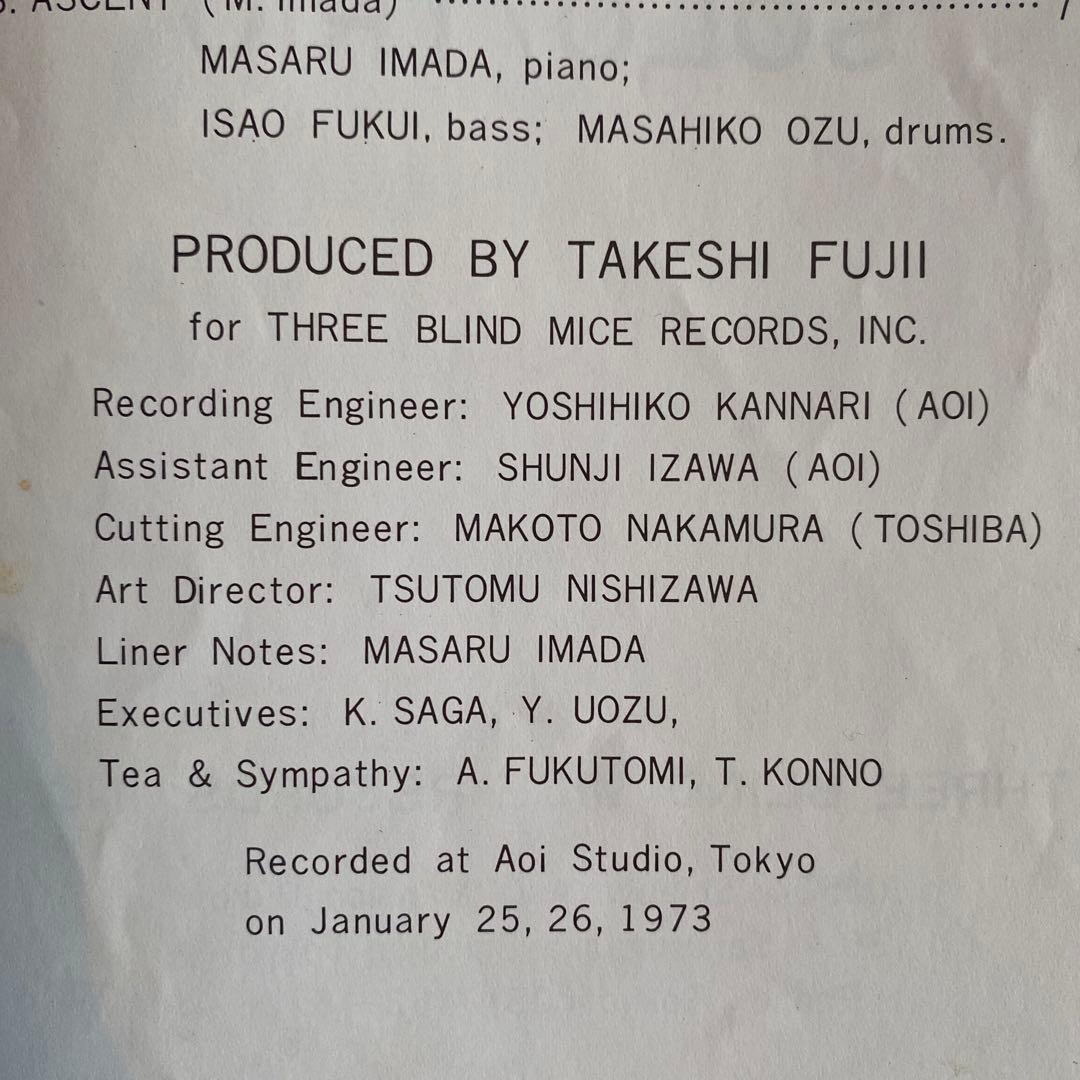 . ASCENT (M. Imada) ........................................
MASARU IMADA, piano;
ISAO FUKUI, bass; MASAHIKO OZU, drums.
PRODUCED BY TAKESHI FUJII
for THREE BLIND MICE RECORDS, INC.
Recording Engineer: YOSHIHIKO KANNARI (AOI)
Assistant Engineer: SHUNJI IZAWA (AOI)
Cutting Engineer: MAKOTO NAKAMURA (TOSHIBA)
Art Director: TSUTOMU NISHIZAWA
Liner Notes: MASARU IMADA
Executives: K. SAGA, Y. UOZU,
Tea & Sympathy: A. FUKUTOMI, T. KONNO
Recorded at Aoi Studio, Tokyo
on January 25, 26, 1973